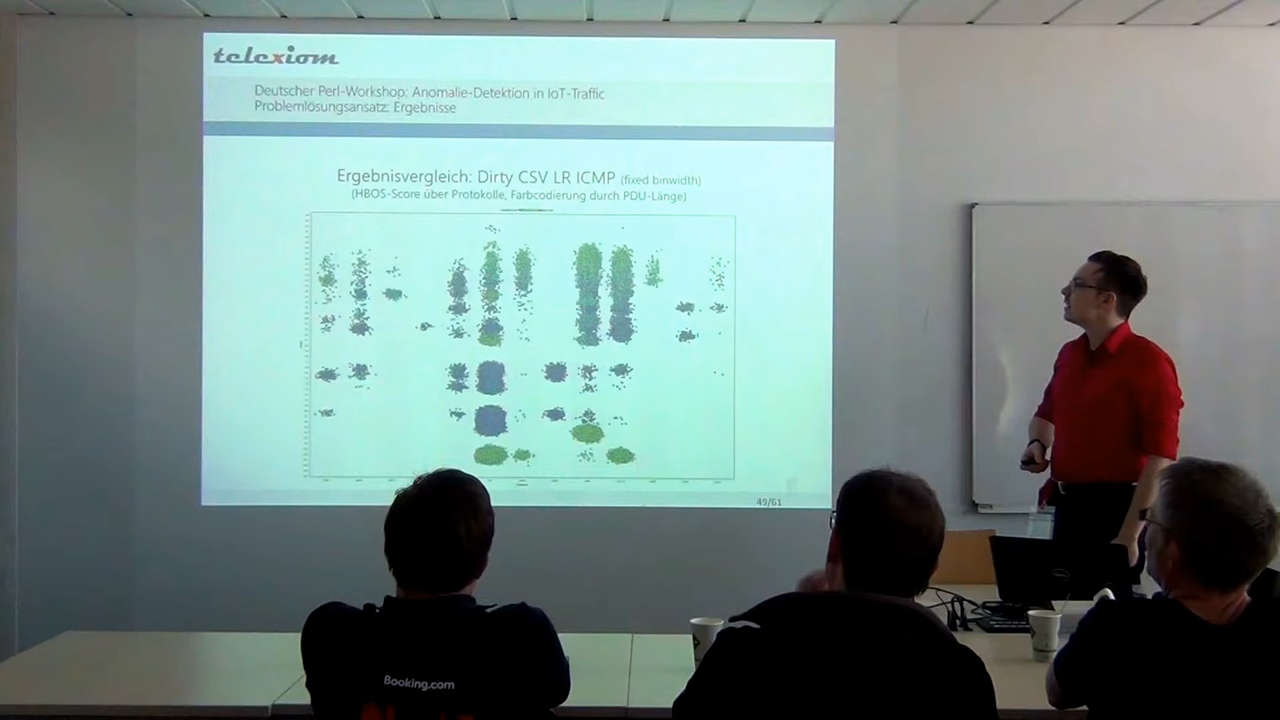 telexiom
Deutscher Perl-Workshop: Anomalie-Detektion in IoT-Traffic
Problemlösungsansatz: Ergebnisse
Ergebnisvergleich: Dirty CSV LR ICMP (fixed binwidth)
(HBOS-Score über Protokolle, Farbcodierung durch PDU-Länge)
49/61
Booking.com